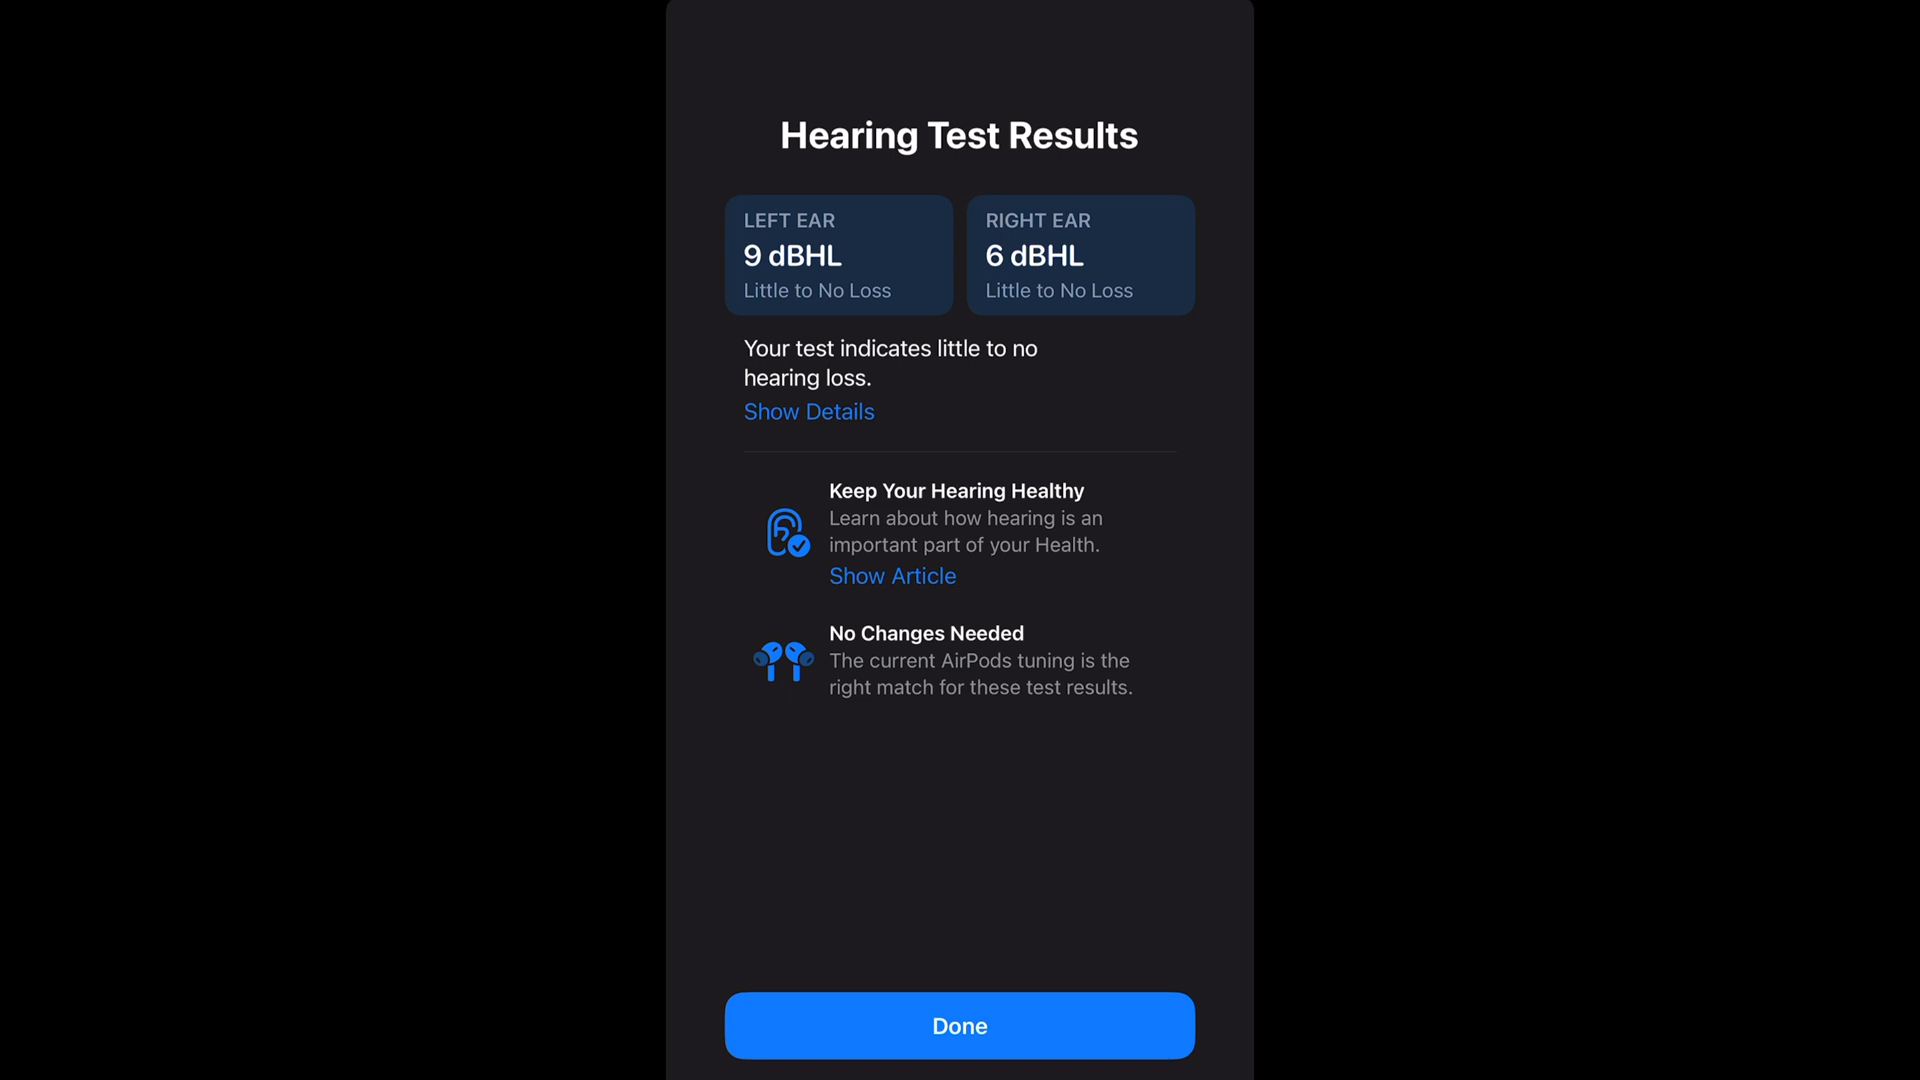 Hearing Test Results
LEFT EAR
9 dBHL
Little to No Loss
RIGHT EAR
6 dBHL
Little to No Loss
Your test indicates little to no
hearing loss.
Show Details
Keep Your Hearing Healthy
Learn about how hearing is an
important part of your Health.
Show Article
No Changes Needed
The current AirPods tuning is the
right match for these test results.
Done